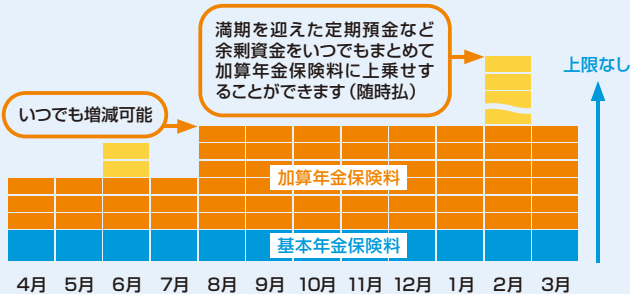 満期を迎えた定期預金など
余剰資金をいつでもまとめて
加算年金保険料に上乗せす
ることができます（随時払）
上限なし
いつでも増減可能
加算年金保険料
基本年金保険料
4月 5月 6月 7月 8月 9月 10月 11月 12月 1月 2月 3月